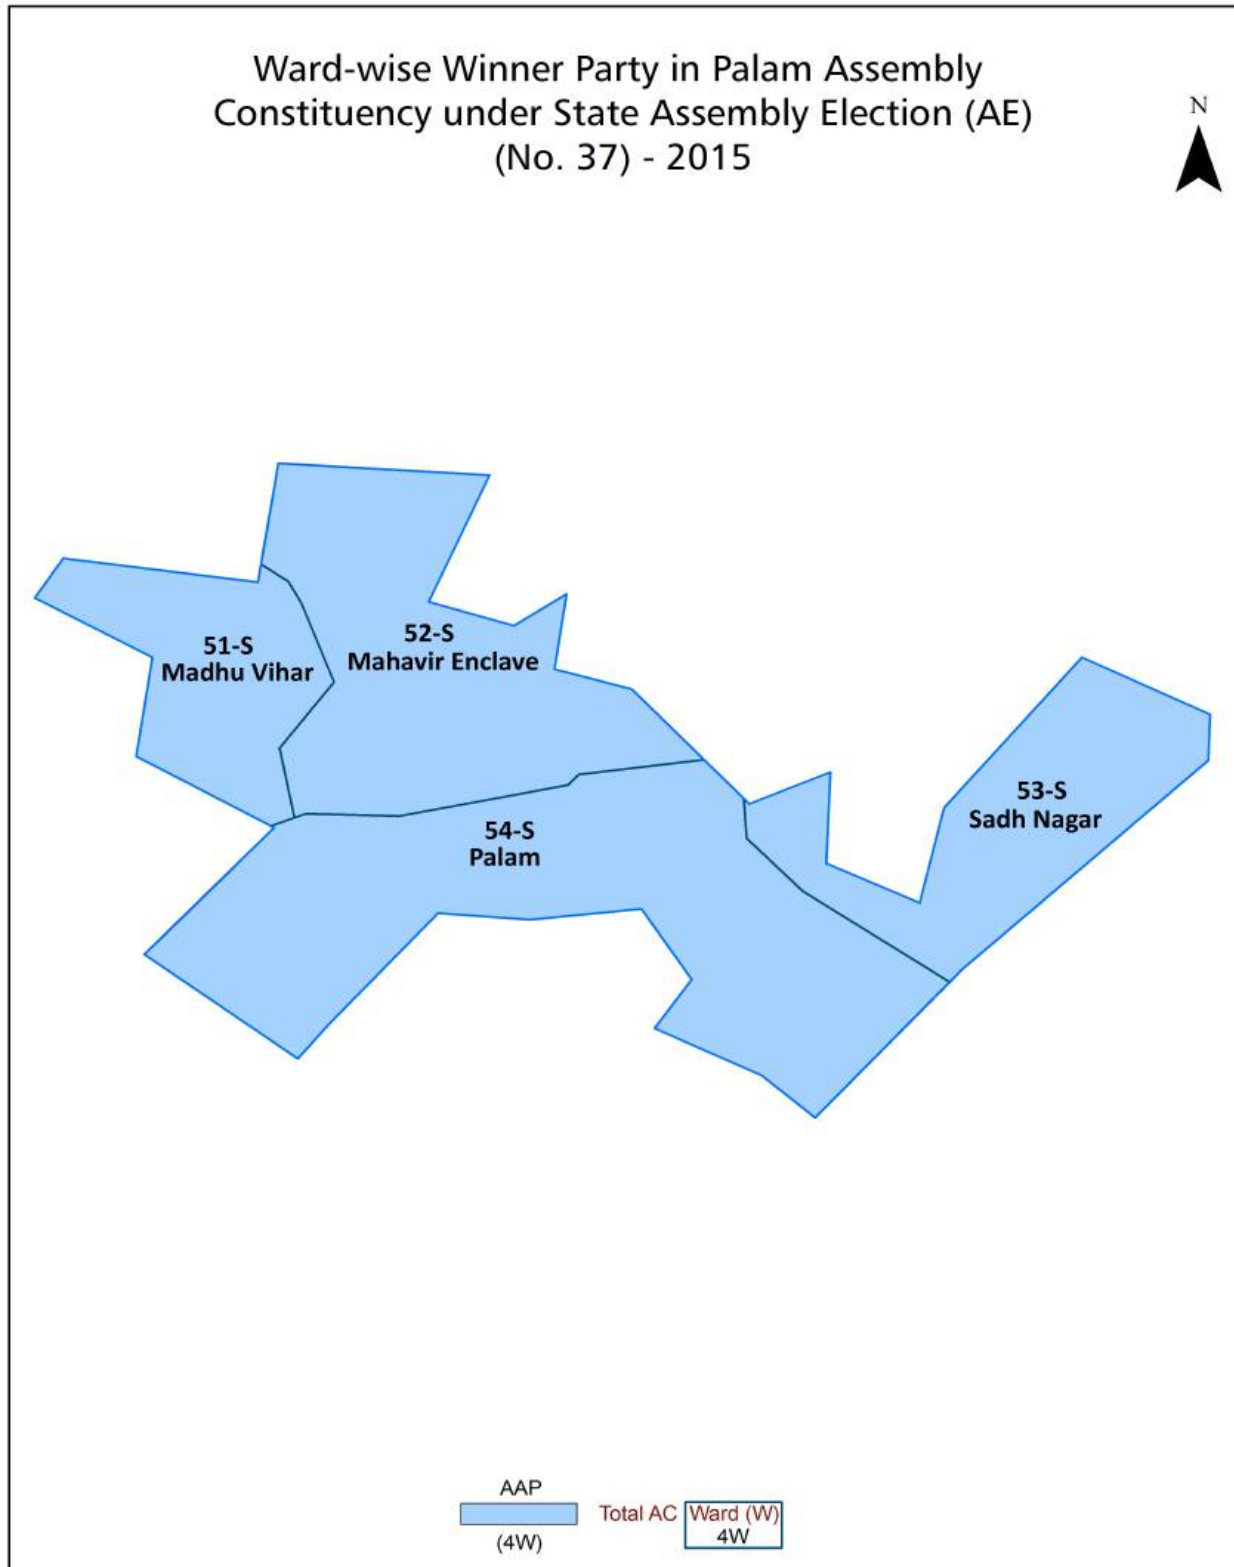 Ward-wise Winner Party in Palam Assembly
Constituency under State Assembly Election (AE)
(No. 37) - 2015
N
51-S
Madhu Vihar
52-S
Mahavir Enclave
53-S
Sadh Nagar
54-S
Palam
AAP
(4W)
Total AC
Ward (W)
4W